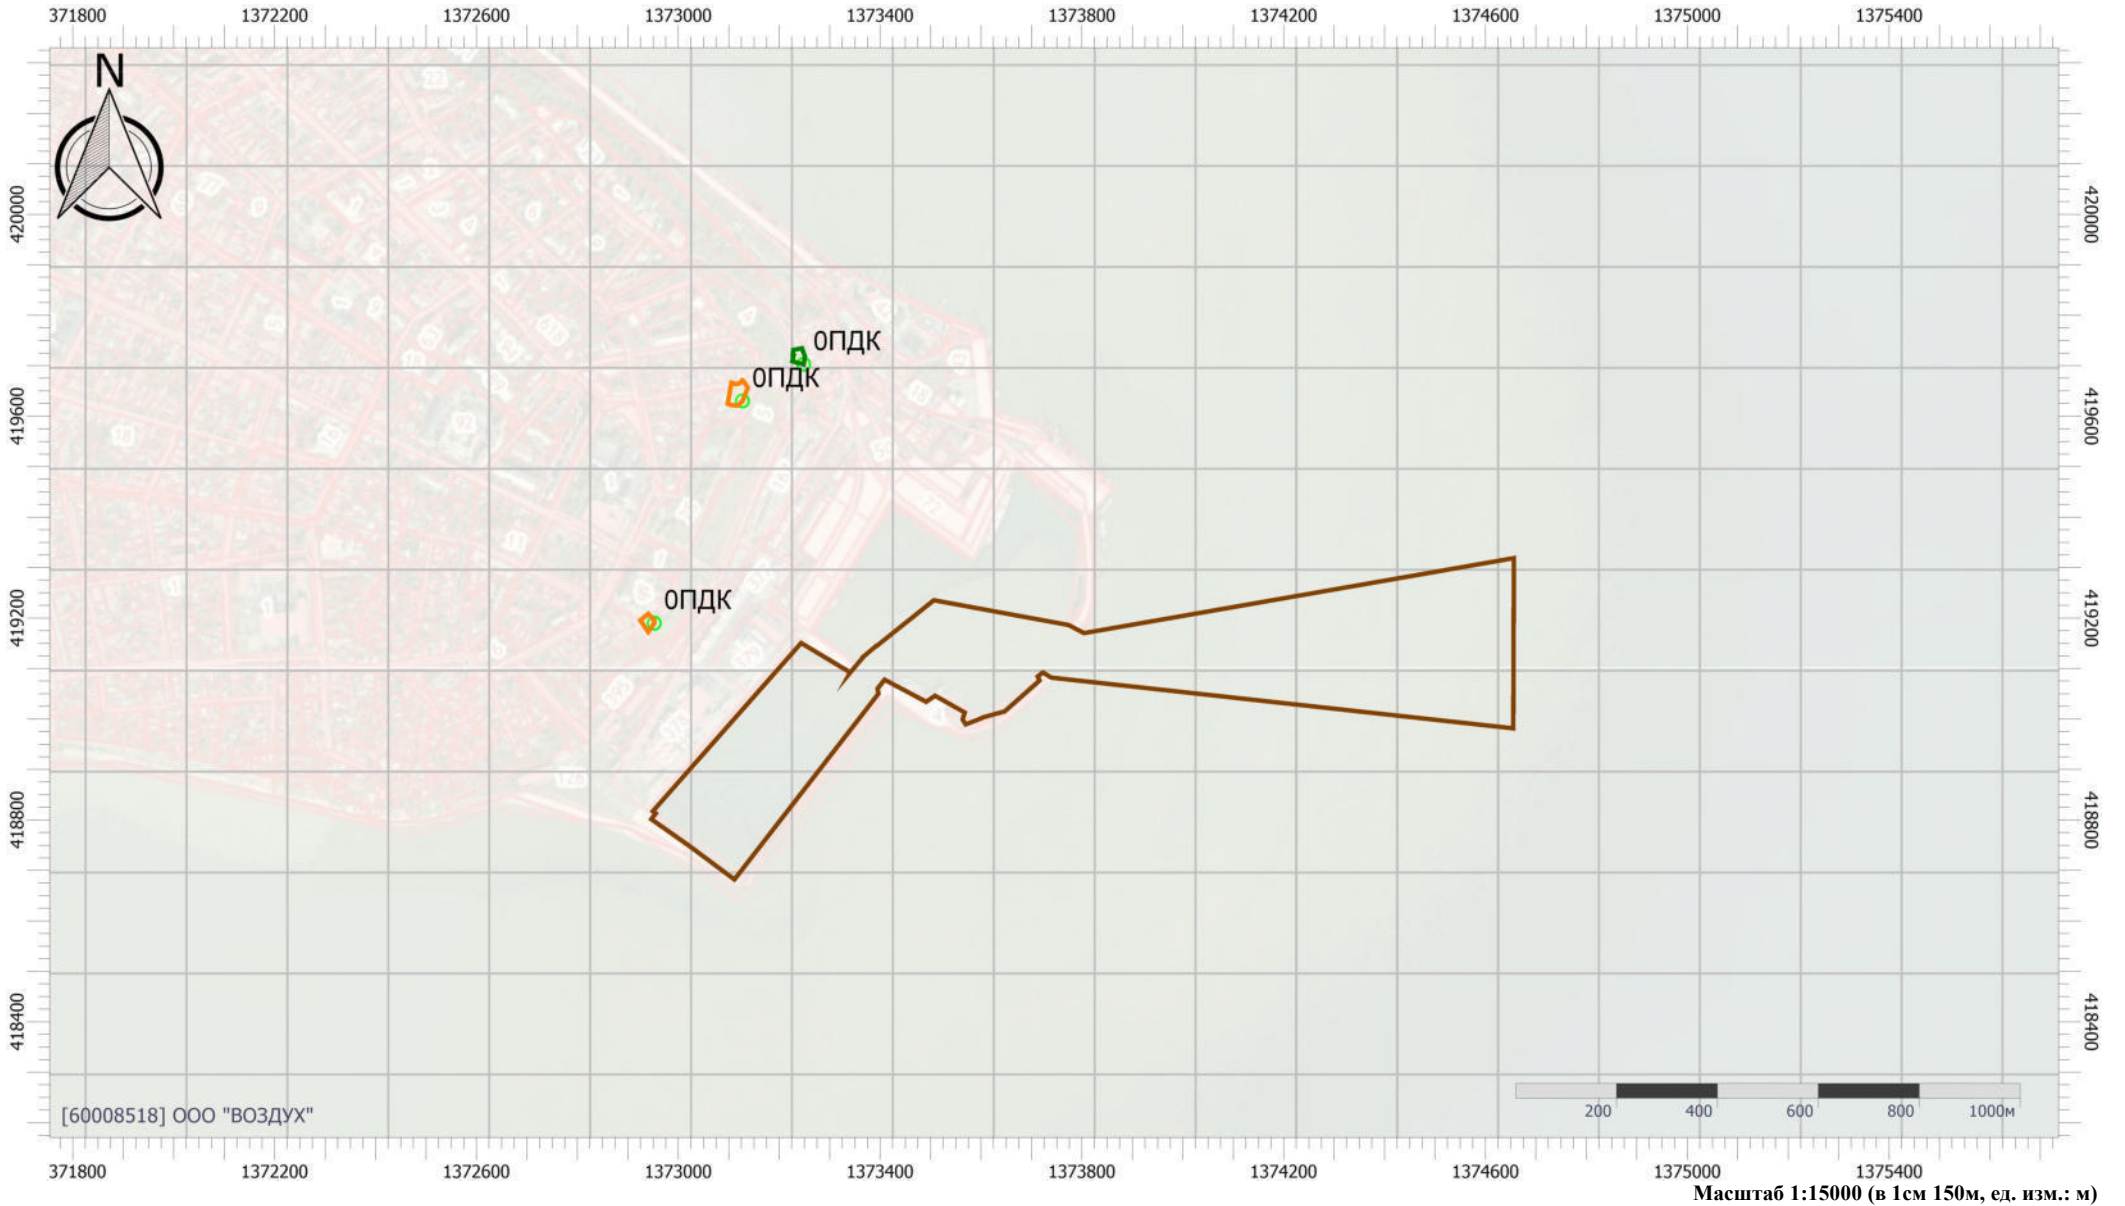 371800 1372200 1372600 1373000 1373400 1373800 1374200 1374600 1375000 1375400
N
420000 420000
0ПДК
0ПДК
419600 419600
0ПДК
419200 419200
418800 418800
418400 418400
200 400 600 800 1000м
[60008518] ООО "ВОЗДУХ"
371800 1372200 1372600 1373000 1373400 1373800 1374200 1374600 1375000 1375400
Масштаб 1:15000 (в 1см 150м, ед. изм.: м)